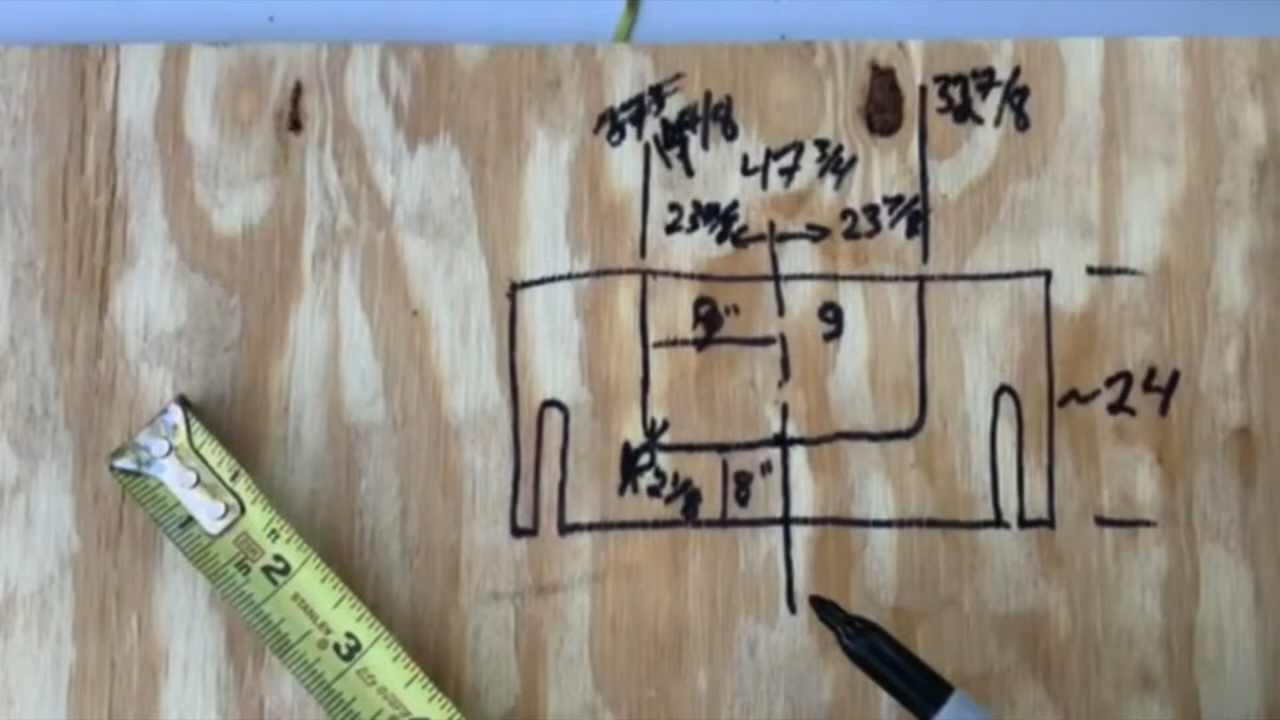 32 7/8
47 3/4
23 7/8 23 7/8
9" 9
~24
R 2 1/8 8"
in
2
STANLEY
3